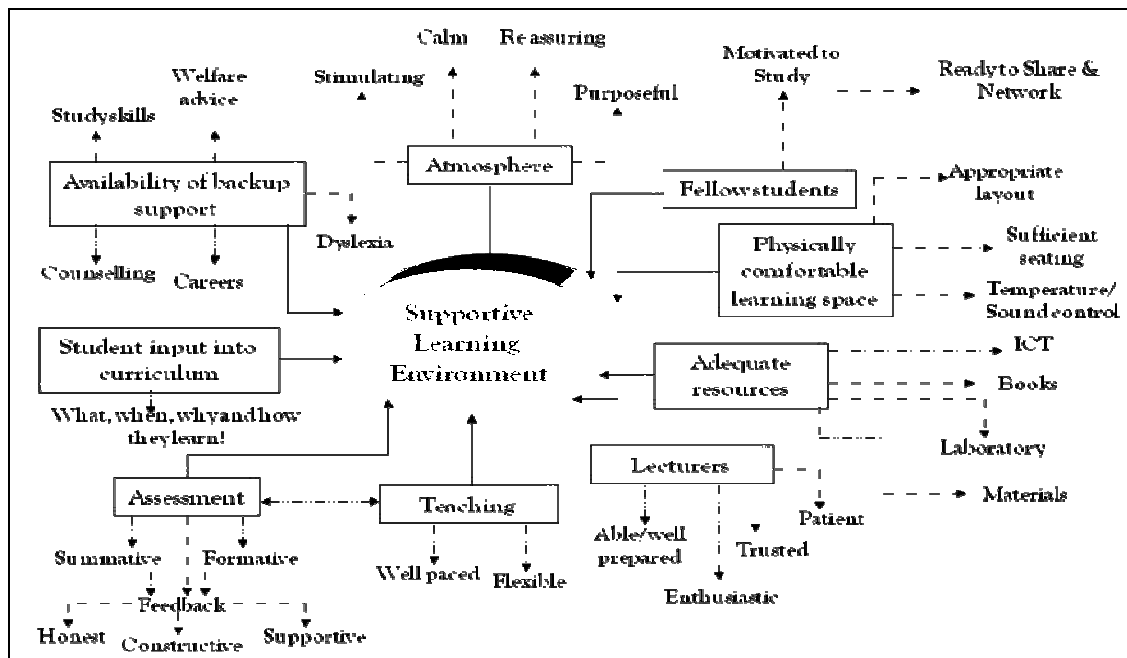 Calm
Reassuring
Stimulating
Purposeful
Motivated to
Study
Ready to Share &
Network
Welfare
advice
Studyskills
Availability of backup
support
Atmosphere
Fellow students
Appropriate
layout
Dyslexia
Counselling
Careers
Physically
comfortable
learning space
Sufficient
seating
Temperature/
Sound control
Supportive
Learning
Environment
Student input into
curriculum
What, when, why and how
they learn!
Adequate
resources
ICT
Books
Laboratory
Materials
Lecturers
Able/well
prepared
Trusted
Patient
Enthusiastic
Assessment
Teaching
Summative
Formative
Well paced
Flexible
Feedback
Honest
Constructive
Supportive